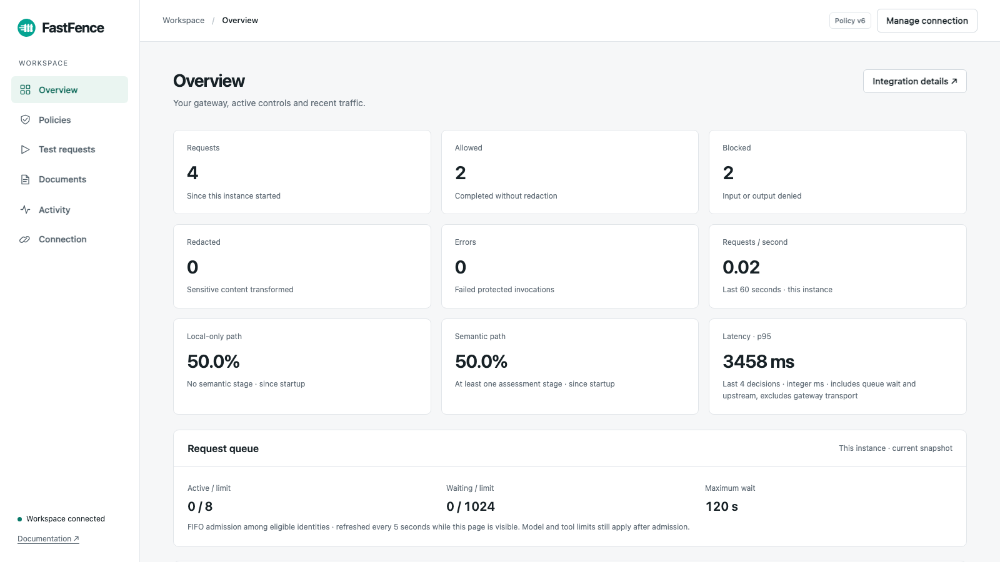 FastFence
WORKSPACE
Overview
Policies
Test requests
Documents
Activity
Connection
Workspace connected
Documentation ↗
Workspace / Overview
Policy v6
Manage connection
Overview
Your gateway, active controls and recent traffic.
Integration details ↗
Requests
4
Since this instance started
Allowed
2
Completed without redaction
Blocked
2
Input or output denied
Redacted
0
Sensitive content transformed
Errors
0
Failed protected invocations
Requests / second
0.02
Last 60 seconds · this instance
Local-only path
50.0%
No semantic stage · since startup
Semantic path
50.0%
At least one assessment stage · since startup
Latency · p95
3458 ms
Last 4 decisions · integer ms · includes queue wait and
upstream, excludes gateway transport
Request queue
This instance · current snapshot
Active / limit
0 / 8
Waiting / limit
0 / 1024
Maximum wait
120 s
FIFO admission among eligible identities · refreshed every 5 seconds while this page is visible. Model and tool limits still apply after admission.